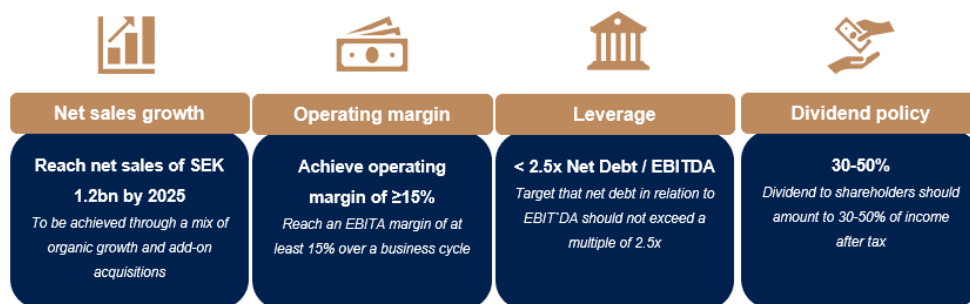 Net sales growth
Reach net sales of SEK
1.2bn by 2025
To be achieved through a mix of
organic growth and add-on
acquisitions
Operating margin
Achieve operating
margin of ≥15%
Reach an EBITA margin of at
least 15% over a business cycle
Leverage
< 2.5x Net Debt / EBITDA
Target that net debt in relation to
EBIT`DA should not exceed a
multiple of 2.5x
Dividend policy
30-50%
Dividend to shareholders should
amount to 30-50% of income
after tax